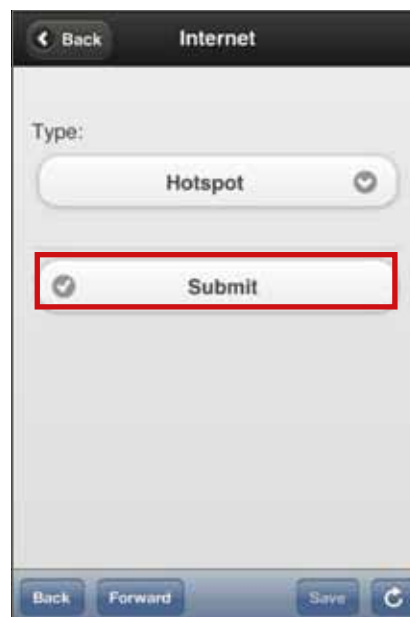 Back Internet
Type:
Hotspot
Submit
Back Forward Save